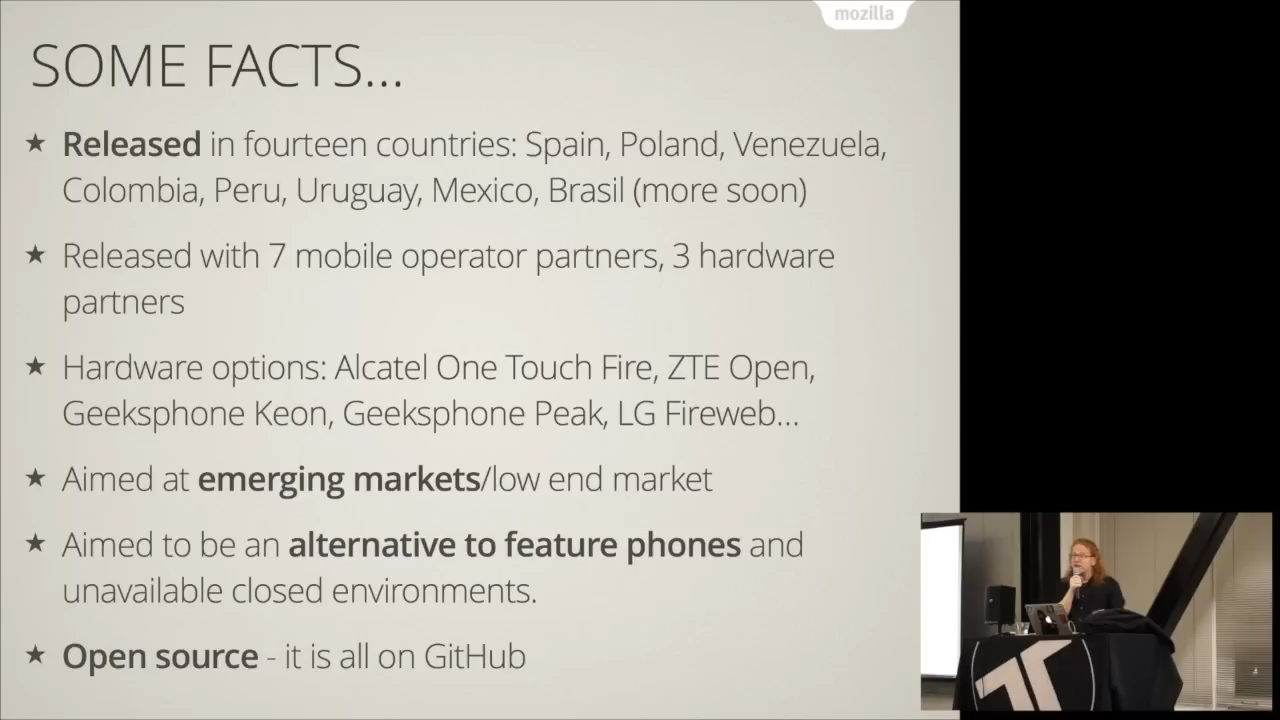 mozilla
SOME FACTS...
★ Released in fourteen countries: Spain, Poland, Venezuela,
Colombia, Peru, Uruguay, Mexico, Brasil (more soon)
★ Released with 7 mobile operator partners, 3 hardware
partners
★ Hardware options: Alcatel One Touch Fire, ZTE Open,
Geeksphone Keon, Geeksphone Peak, LG Fireweb...
★ Aimed at emerging markets/low end market
★ Aimed to be an alternative to feature phones and
unavailable closed environments.
★ Open source - it is all on GitHub